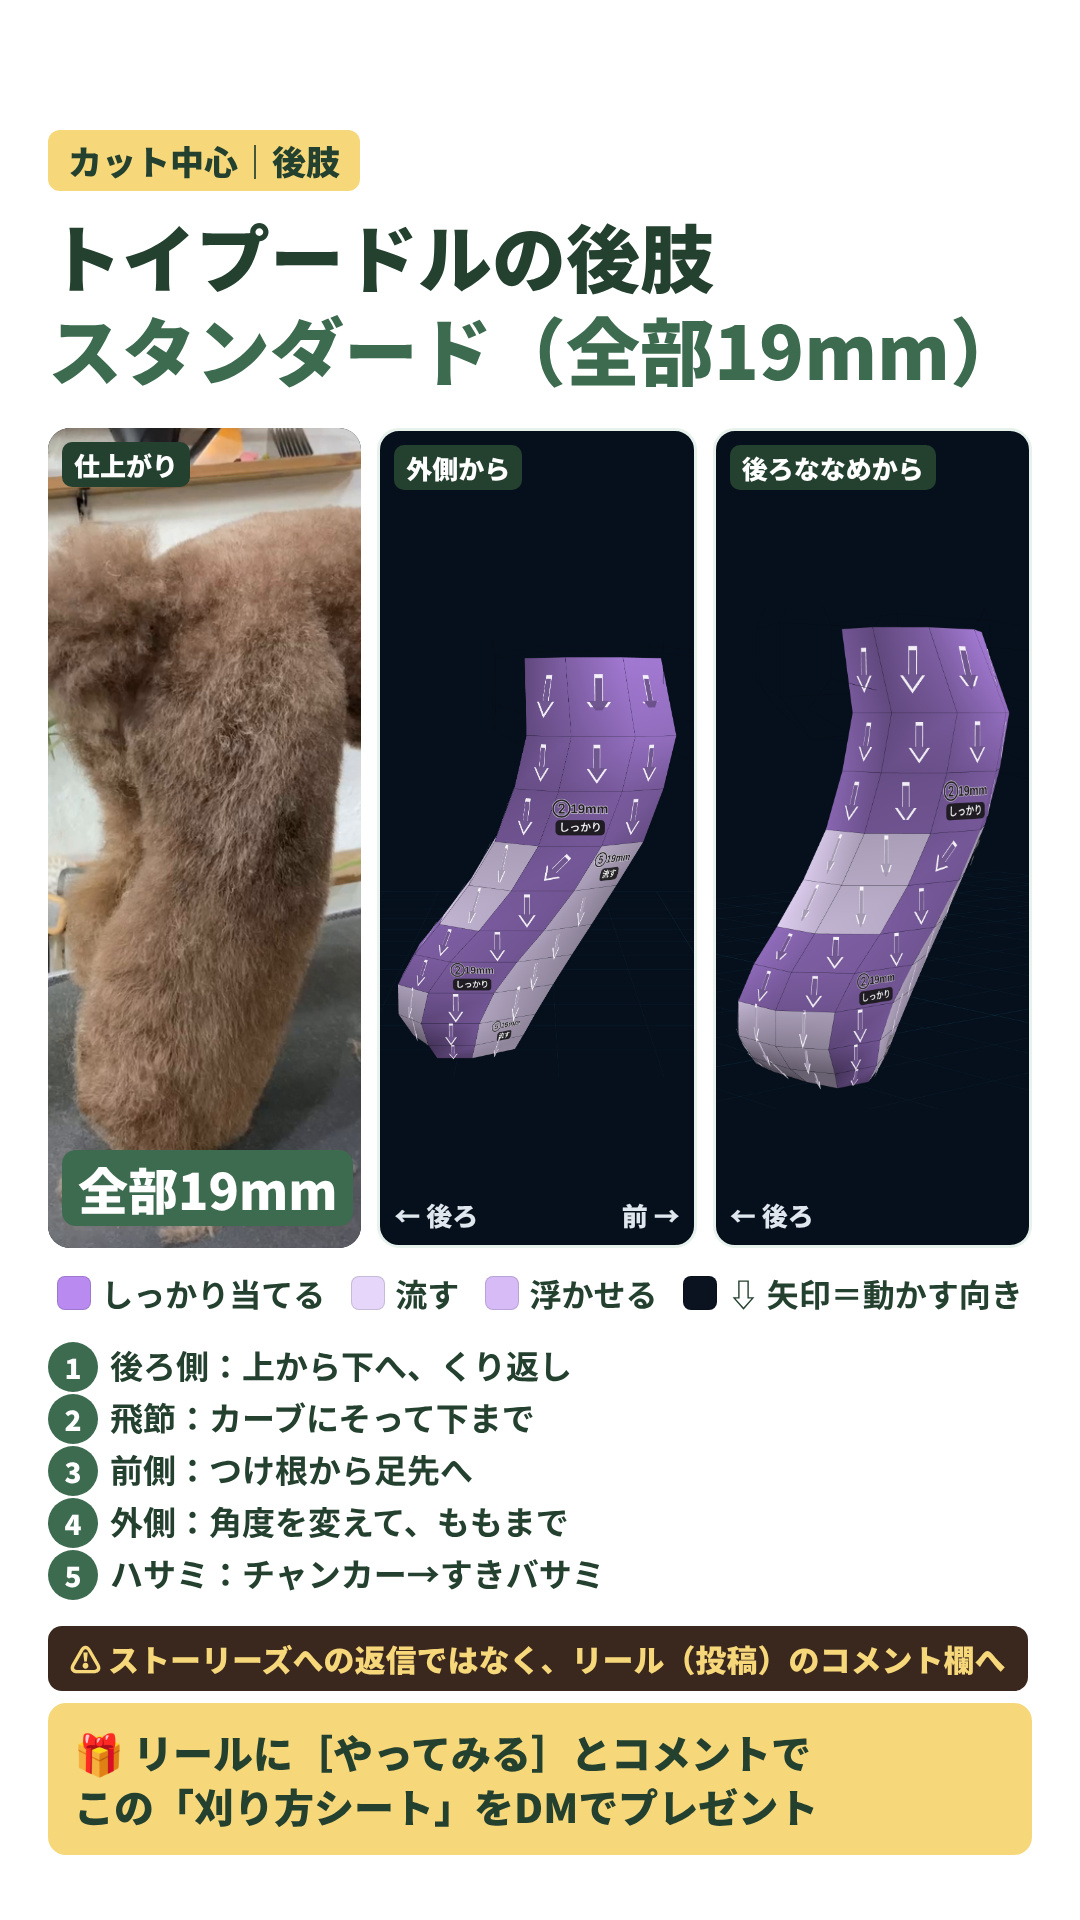 カット中心｜後肢
トイプードルの後肢
スタンダード（全部19mm）
仕上がり
全部19mm
外側から
②19mm
しっかり
⑤19mm
流す
②19mm
しっかり
⑤19mm
流す
← 後ろ
前 →
後ろななめから
②19mm
しっかり
②19mm
しっかり
← 後ろ
しっかり当てる 流す 浮かせる ⇩ 矢印＝動かす向き
1 後ろ側：上から下へ、くり返し
2 飛節：カーブにそって下まで
3 前側：つけ根から足先へ
4 外側：角度を変えて、ももまで
5 ハサミ：チャンカー→すきバサミ
⚠ ストーリーズへの返信ではなく、リール（投稿）のコメント欄へ
🎁 リールに［やってみる］とコメントで
この「刈り方シート」をDMでプレゼント